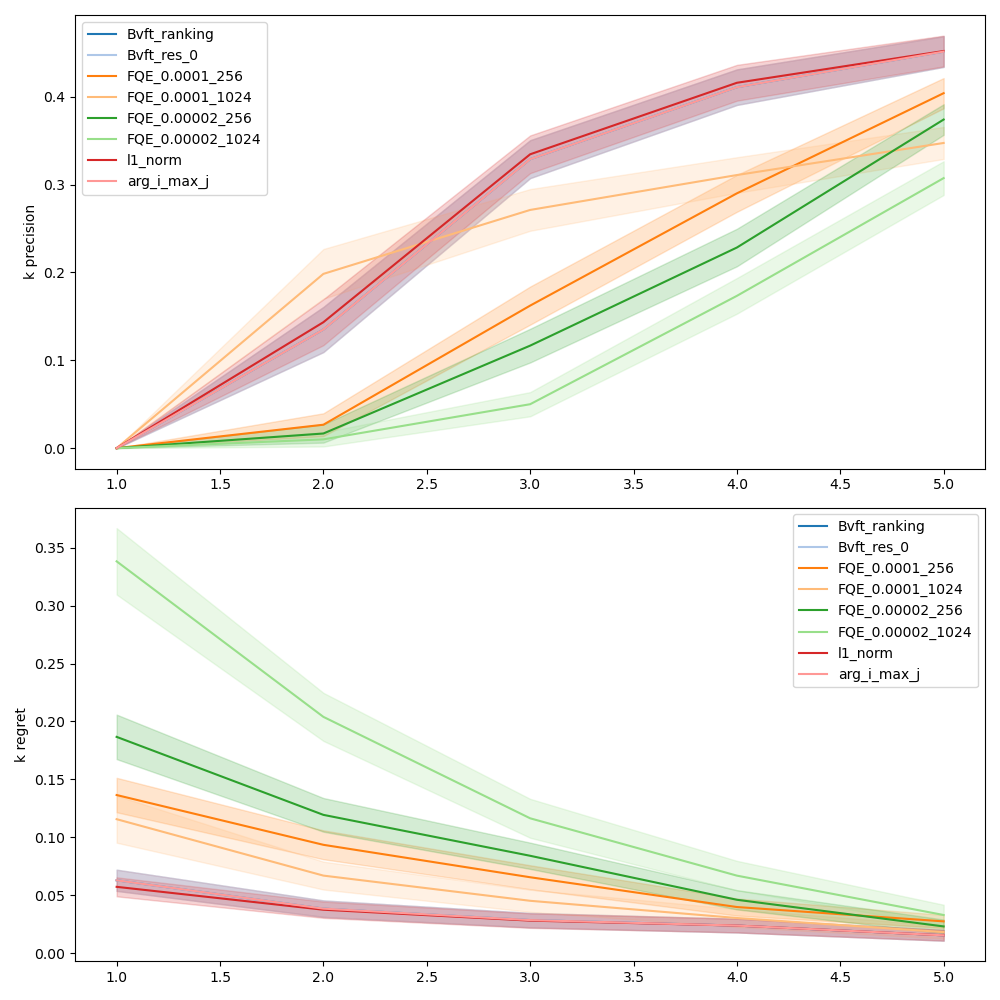 Bvft_ranking
Bvft_res_0
FQE_0.0001_256
FQE_0.0001_1024
FQE_0.00002_256
FQE_0.00002_1024
l1_norm
arg_i_max_j
k precision
0.4
0.3
0.2
0.1
0.0
1.0 1.5 2.0 2.5 3.0 3.5 4.0 4.5 5.0
Bvft_ranking
Bvft_res_0
FQE_0.0001_256
FQE_0.0001_1024
FQE_0.00002_256
FQE_0.00002_1024
l1_norm
arg_i_max_j
k regret
0.35
0.30
0.25
0.20
0.15
0.10
0.05
0.00
1.0 1.5 2.0 2.5 3.0 3.5 4.0 4.5 5.0